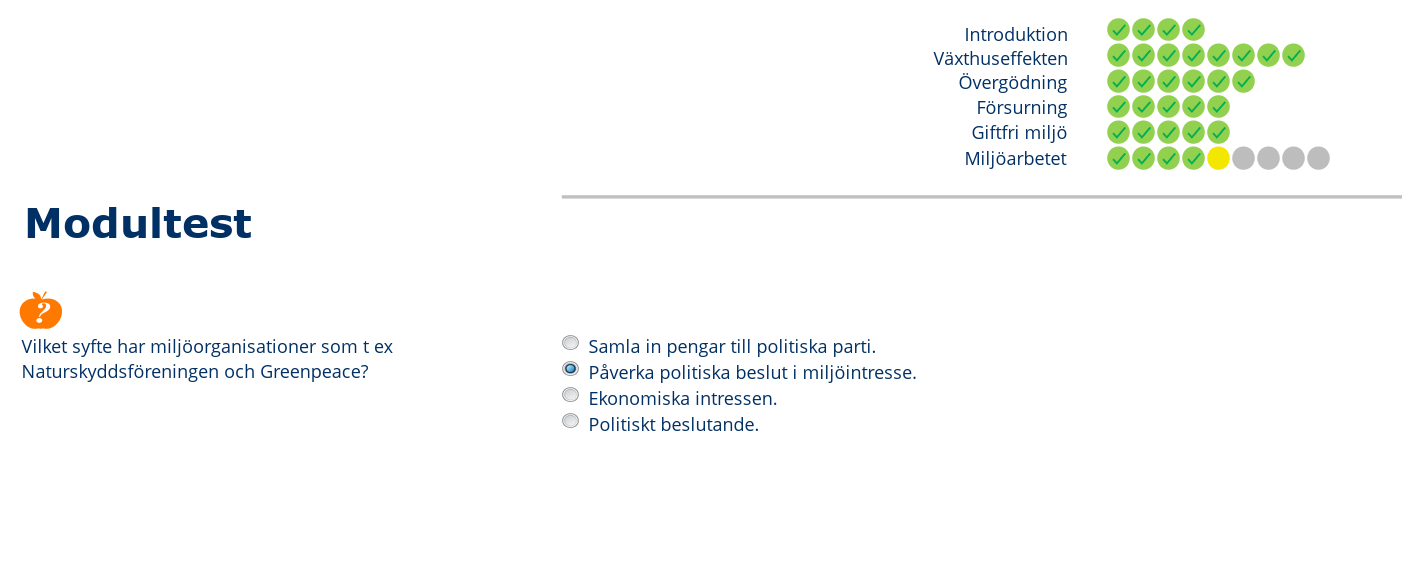 Introduktion
Växthuseffekten
Övergödning
Försurning
Giftfri miljö
Miljöarbetet
Modultest
?
Vilket syfte har miljöorganisationer som t ex
Naturskyddsföreningen och Greenpeace?
Samla in pengar till politiska parti.
Påverka politiska beslut i miljöintresse.
Ekonomiska intressen.
Politiskt beslutande.